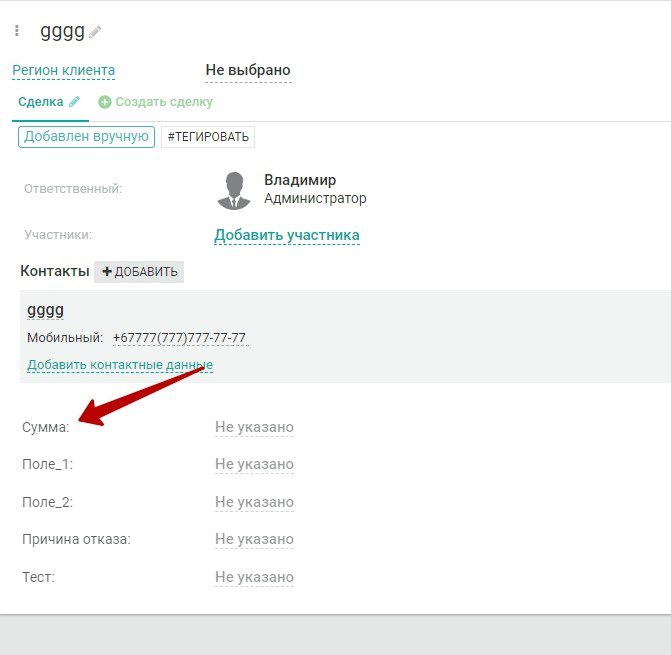 gggg
Регион клиента Не выбрано
Сделка Создать сделку
Добавлен вручную #ТЕГИРОВАТЬ
Ответственный: Владимир
Администратор
Участники: Добавить участника
Контакты +ДОБАВИТЬ
gggg
Мобильный: +67777(777)777-77-77
Добавить контактные данные
Сумма: Не указано
Поле_1: Не указано
Поле_2: Не указано
Причина отказа: Не указано
Тест: Не указано